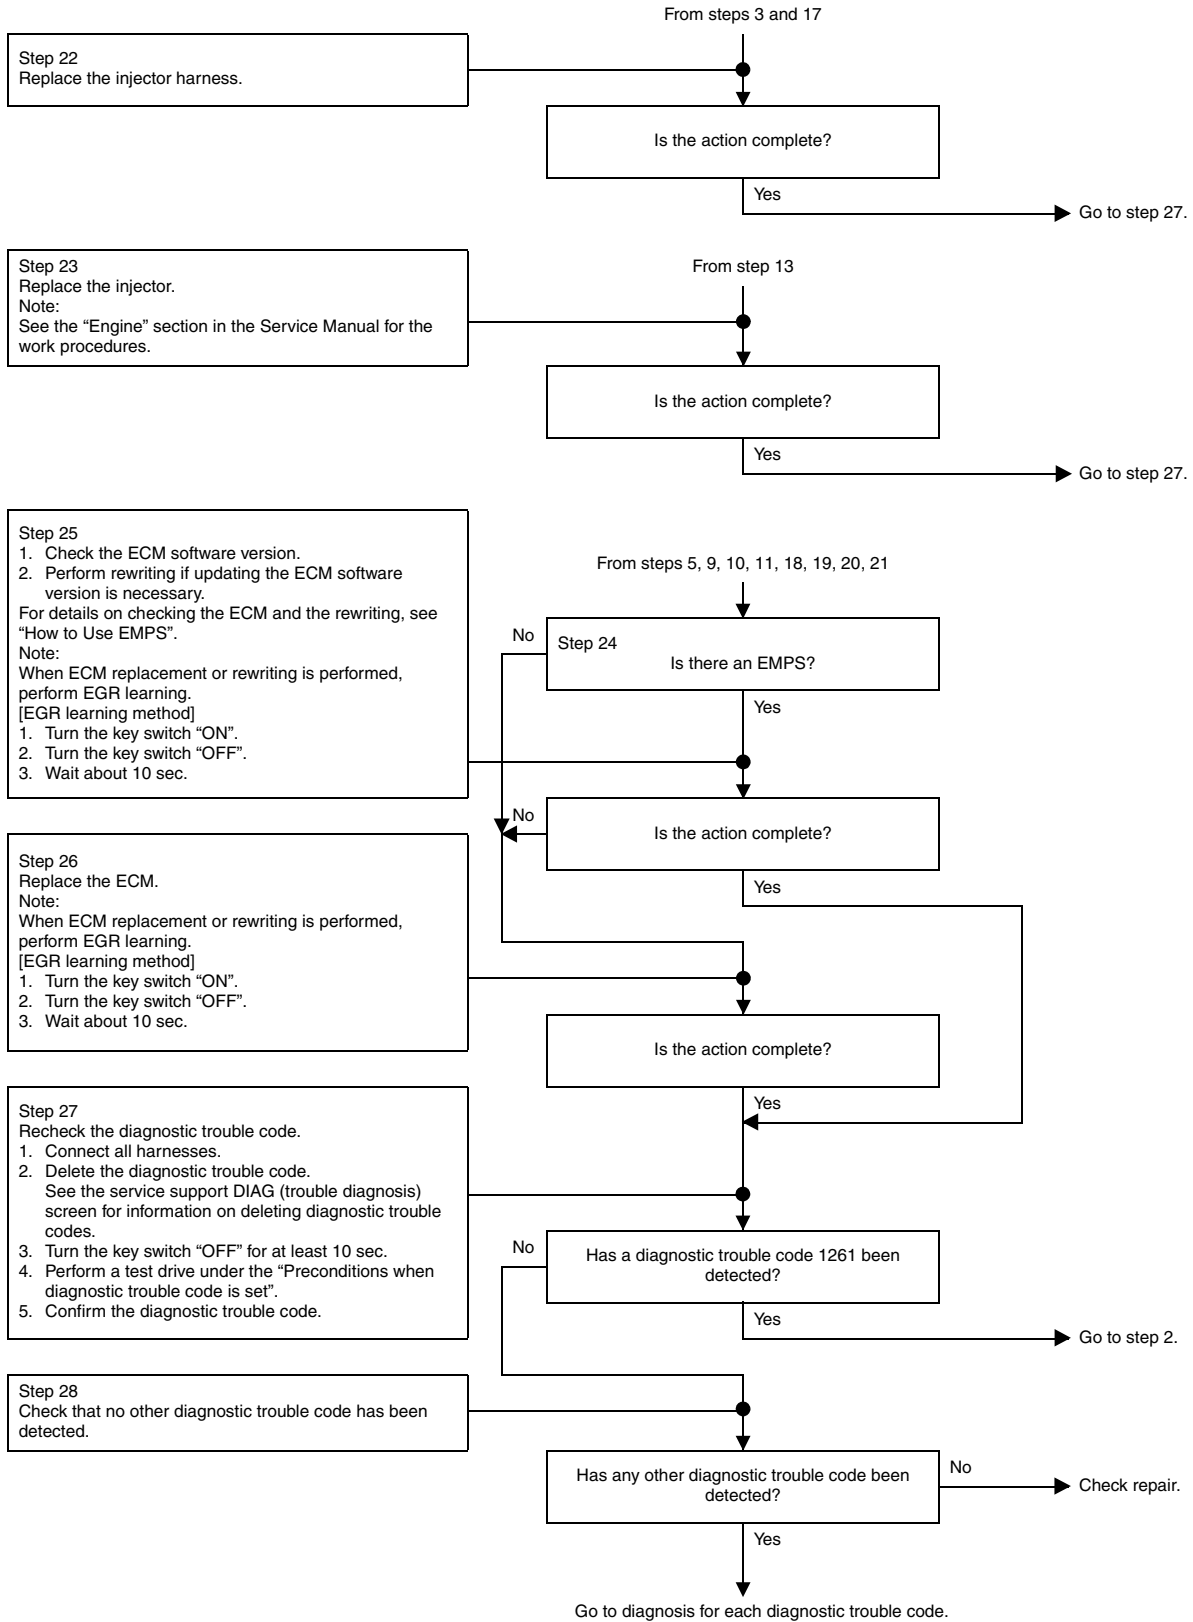 From steps 3 and 17
Step 22
Replace the injector harness.
Is the action complete?
Yes
Go to step 27.
Step 23
Replace the injector.
Note:
See the “Engine” section in the Service Manual for the
work procedures.
From step 13
Is the action complete?
Yes
Go to step 27.
Step 25
1. Check the ECM software version.
2. Perform rewriting if updating the ECM software
version is necessary.
For details on checking the ECM and the rewriting, see
“How to Use EMPS”.
Note:
When ECM replacement or rewriting is performed,
perform EGR learning.
[EGR learning method]
1. Turn the key switch “ON”.
2. Turn the key switch “OFF”.
3. Wait about 10 sec.
From steps 5, 9, 10, 11, 18, 19, 20, 21
No
Step 24
Is there an EMPS?
Yes
No
Is the action complete?
Yes
Step 26
Replace the ECM.
Note:
When ECM replacement or rewriting is performed,
perform EGR learning.
[EGR learning method]
1. Turn the key switch “ON”.
2. Turn the key switch “OFF”.
3. Wait about 10 sec.
Is the action complete?
Yes
Step 27
Recheck the diagnostic trouble code.
1. Connect all harnesses.
2. Delete the diagnostic trouble code.
See the service support DIAG (trouble diagnosis)
screen for information on deleting diagnostic trouble
codes.
3. Turn the key switch “OFF” for at least 10 sec.
4. Perform a test drive under the “Preconditions when
diagnostic trouble code is set”.
5. Confirm the diagnostic trouble code.
No
Has a diagnostic trouble code 1261 been
detected?
Yes
Go to step 2.
Step 28
Check that no other diagnostic trouble code has been
detected.
Has any other diagnostic trouble code been
detected?
No
Check repair.
Yes
Go to diagnosis for each diagnostic trouble code.